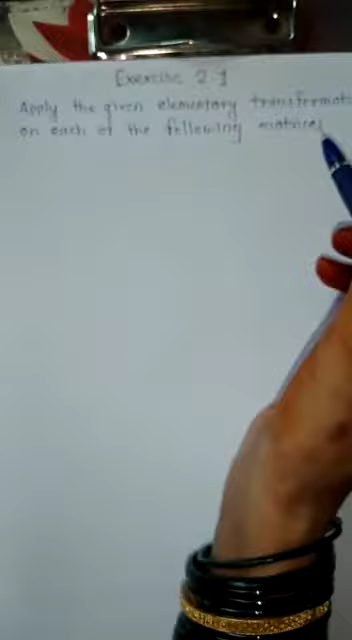 Exercise 2.1
Apply the given elementary transformati
on each of the following matrices